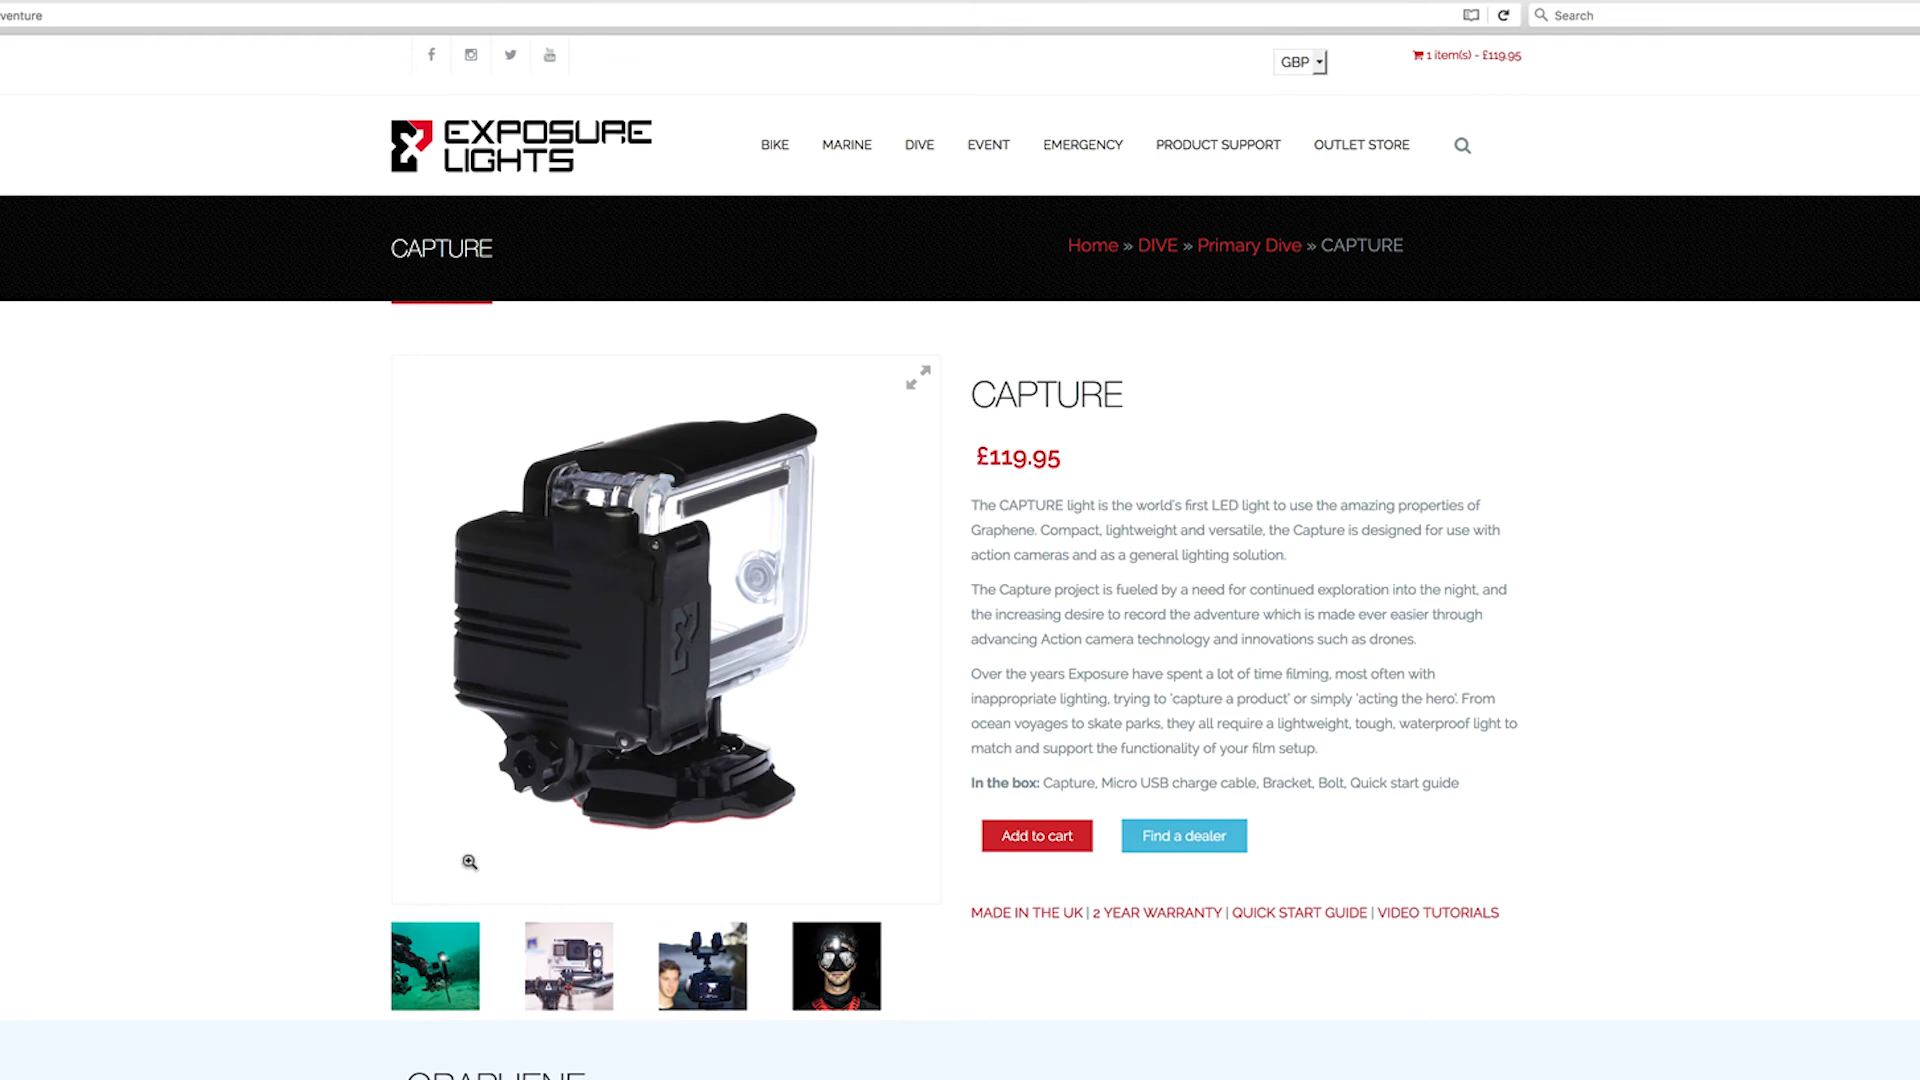 venture
Search
GBP
1 item(s) - £119.95
EXPOSURE
LIGHTS
BIKE MARINE DIVE EVENT EMERGENCY PRODUCT SUPPORT OUTLET STORE
CAPTURE
Home » DIVE » Primary Dive » CAPTURE
CAPTURE
£119.95
The CAPTURE light is the world's first LED light to use the amazing properties of
Graphene. Compact, lightweight and versatile, the Capture is designed for use with
action cameras and as a general lighting solution.
The Capture project is fueled by a need for continued exploration into the night, and
the increasing desire to record the adventure which is made ever easier through
advancing Action camera technology and innovations such as drones.
Over the years Exposure have spent a lot of time filming, most often with
inappropriate lighting, trying to 'capture a product' or simply 'acting the hero'. From
ocean voyages to skate parks, they all require a lightweight, tough, waterproof light to
match and support the functionality of your film setup.
In the box: Capture, Micro USB charge cable, Bracket, Bolt, Quick start guide
Add to cart
Find a dealer
MADE IN THE UK | 2 YEAR WARRANTY | QUICK START GUIDE | VIDEO TUTORIALS
GRAPHENE